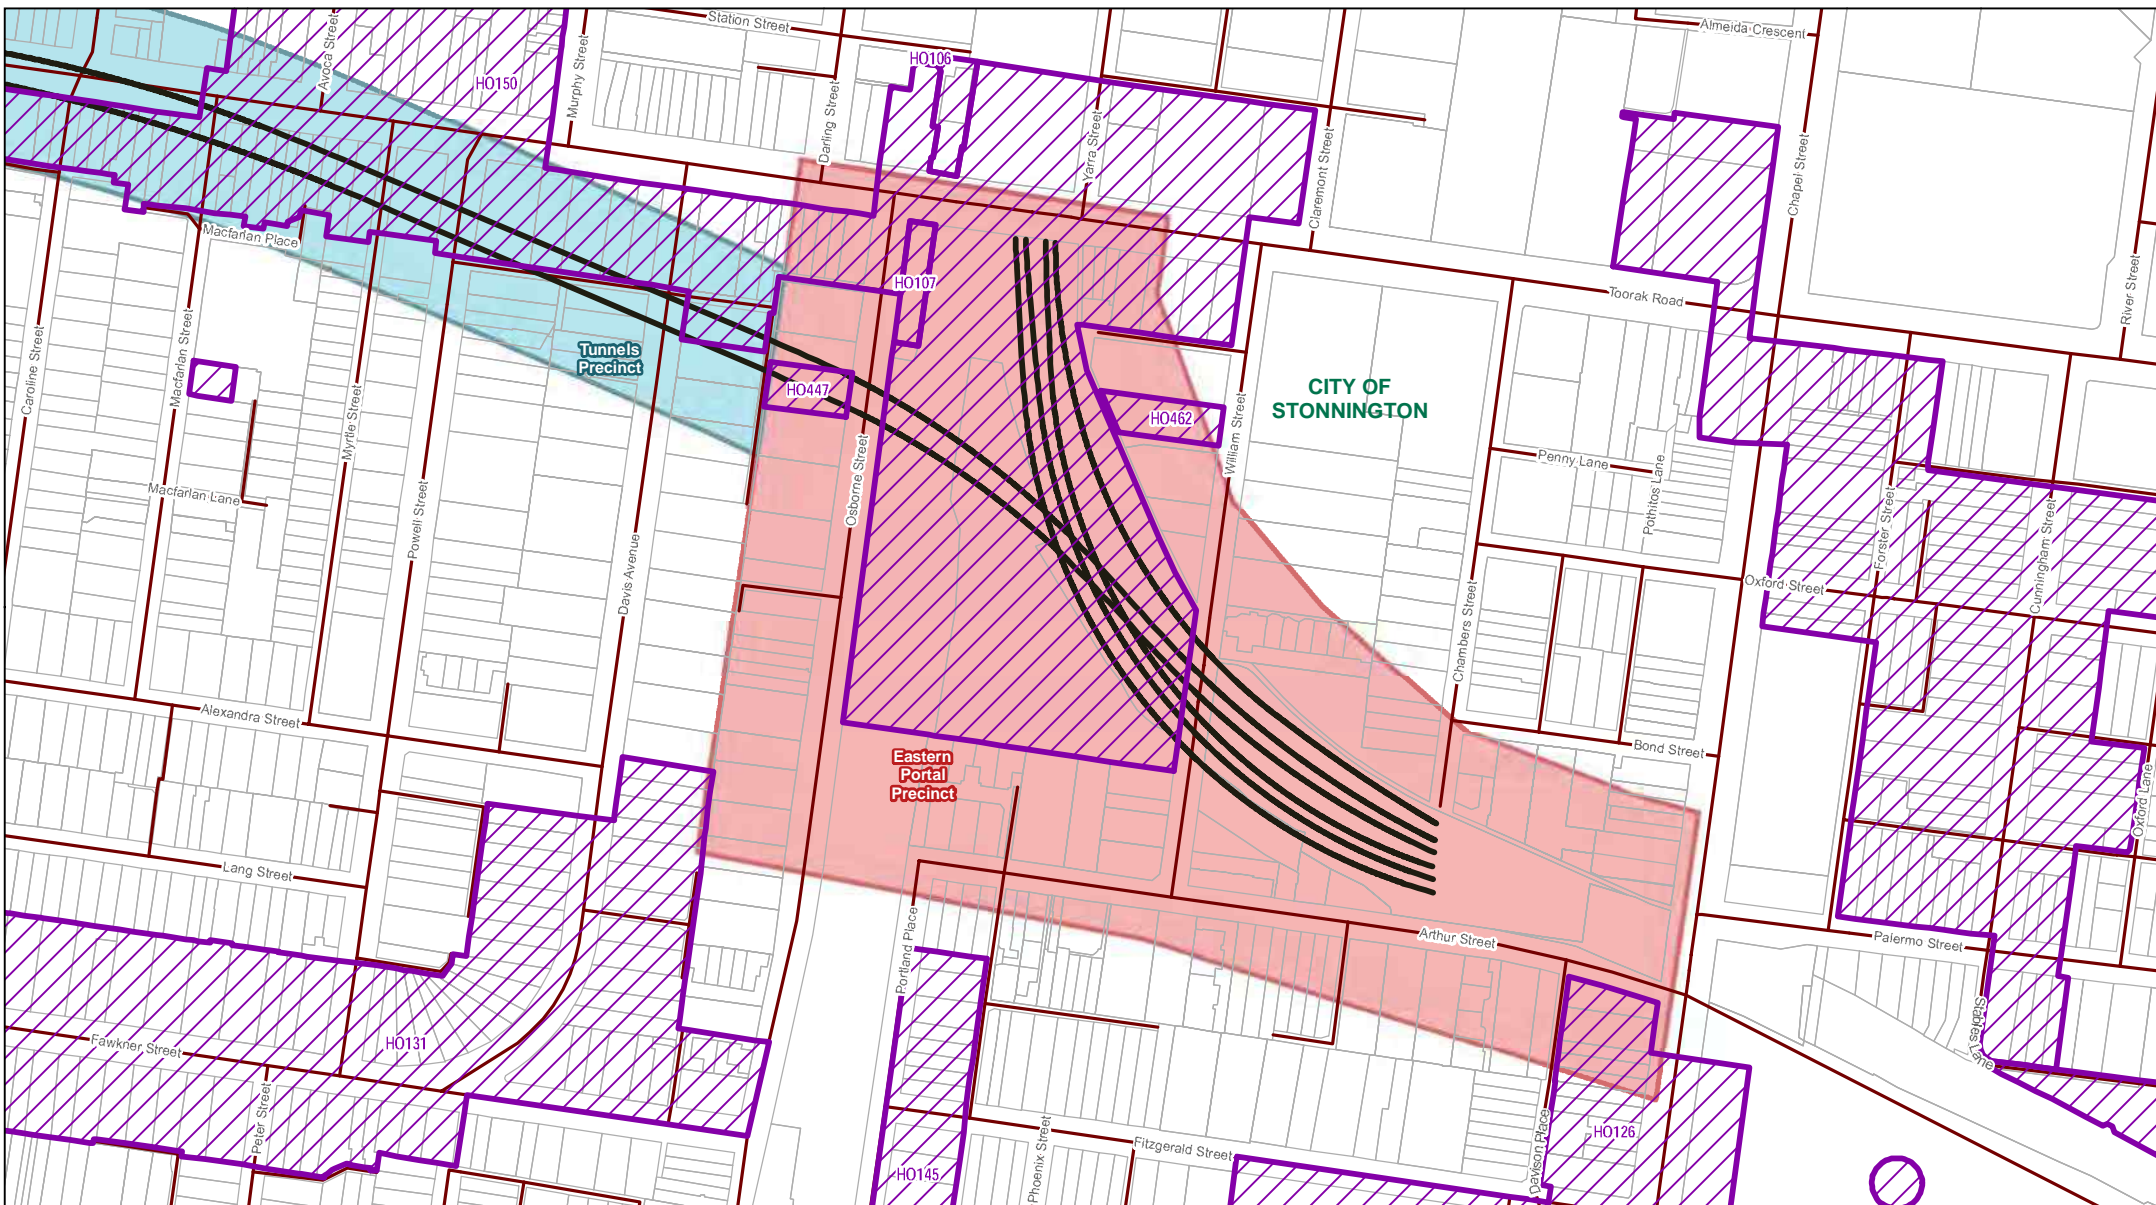 Station Street
Almeida Crescent
Avoca Street
Murphy Street
HO150
HO106
Darling Street
Yarra Street
Claremont Street
Chapel Street
River Street
Macfarlan Place
HO107
Toorak Road
Caroline Street
Macfarlan Street
Tunnels
Precinct
HO447
CITY OF
STONNINGTON
HO462
William Street
Myrtle Street
Penny Lane
Pothitos Lane
Macfarlan Lane
Powell Street
Osborne Street
Davis Avenue
Forster Street
Cunningham Street
Oxford Street
Chambers Street
Alexandra Street
Bond Street
Eastern
Portal
Precinct
Oxford Lane
Lang Street
Portland Place
Arthur Street
Palermo Street
HO131
Fawkner Street
Stables Lane
Peter Street
HO145
Phoenix Street
Fitzgerald Street
Davison Place
HO126